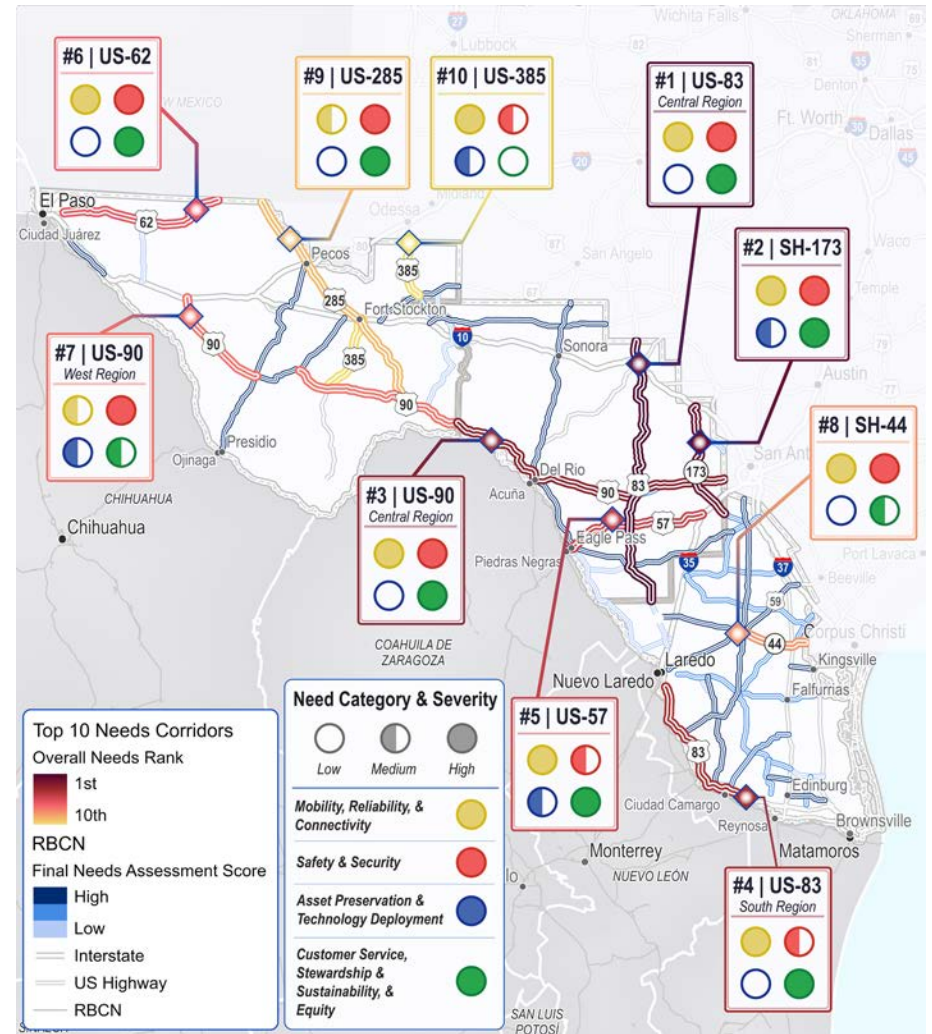 Wichita Falls
OKLAHOMA
Sherman
Lubbock
Denton
Ft. Worth
Dallas
#6 | US-62
#9 | US-285
#10 | US-385
#1 | US-83
Central Region
NEW MEXICO
Midland
Odessa
El Paso
Ciudad Juárez
62
Pecos
385
San Angelo
Waco
Temple
#2 | SH-173
285
Fort Stockton
10
Sonora
#7 | US-90
West Region
90
385
90
Austin
#8 | SH-44
Presidio
Ojinaga
CHIHUAHUA
Chihuahua
#3 | US-90
Central Region
Del Rio
Acuña
90
83
173
San Ant
57
Eagle Pass
Piedras Negras
35
37
Port Lavaca
Beeville
59
44
Corpus Christi
Kingsville
Falfurrias
COAHUILA DE
ZARAGOZA
Laredo
Nuevo Laredo
#5 | US-57
83
Ciudad Camargo
Edinburg
Reynosa
Brownsville
Matamoros
Monterrey
NUEVO LEÓN
#4 | US-83
South Region
SAN LUIS
POTOSÍ
Top 10 Needs Corridors
Overall Needs Rank
1st
10th
RBCN
Final Needs Assessment Score
High
Low
Interstate
US Highway
RBCN
Need Category & Severity
Low
Medium
High
Mobility, Reliability, &
Connectivity
Safety & Security
Asset Preservation &
Technology Deployment
Customer Service,
Stewardship &
Sustainability, &
Equity